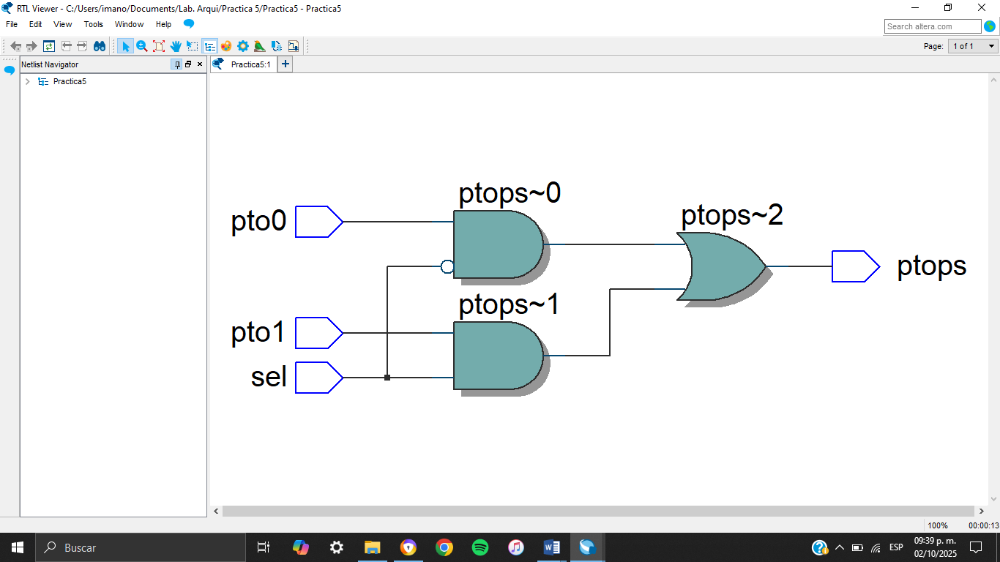 RTL Viewer - C:/Users/imano/Documents/Lab. Arqui/Practica 5/Practica5 - Practica5
File Edit View Tools Window Help
Search altera.com
Page: 1 of 1
Netlist Navigator
Practica5:1
Practica5
ptops~0
pto0
ptops~2
ptops
ptops~1
pto1
sel
100% 00:00:13
Buscar
ESP
09:39 p. m.
02/10/2025